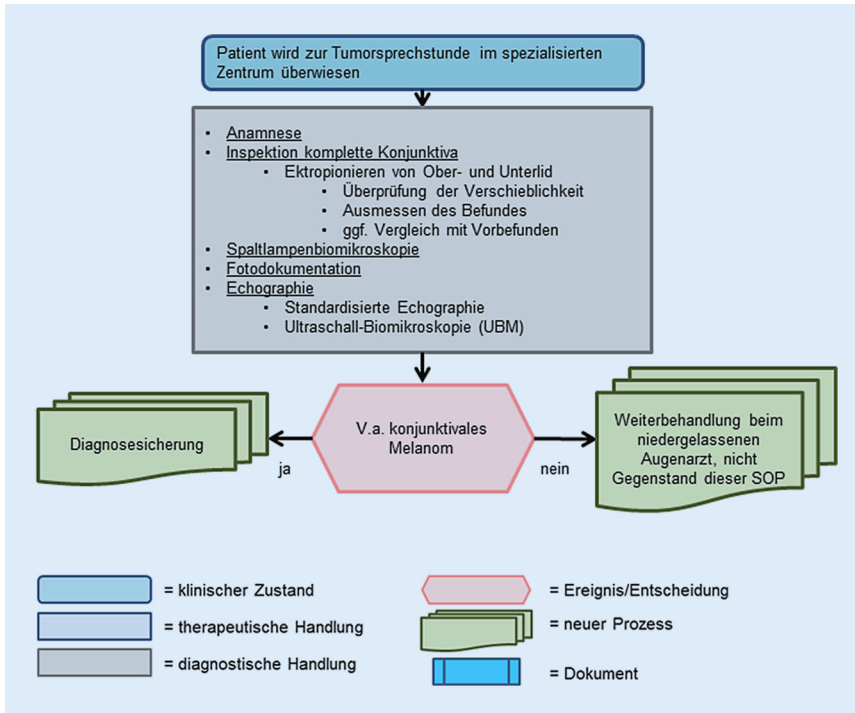 Patient wird zur Tumorsprechstunde im spezialisierten
Zentrum überwiesen
• Anamnese
• Inspektion komplette Konjunktiva
• Ektropionieren von Ober- und Unterlid
• Überprüfung der Verschieblichkeit
• Ausmessen des Befundes
• ggf. Vergleich mit Vorbefunden
• Spaltlampenbiomikroskopie
• Fotodokumentation
• Echographie
• Standardisierte Echographie
• Ultraschall-Biomikroskopie (UBM)
V.a. konjunktivales
Melanom
ja
Diagnosesicherung
nein
Weiterbehandlung beim
niedergelassenen
Augenarzt, nicht
Gegenstand dieser SOP
= klinischer Zustand
= therapeutische Handlung
= diagnostische Handlung
= Ereignis/Entscheidung
= neuer Prozess
= Dokument